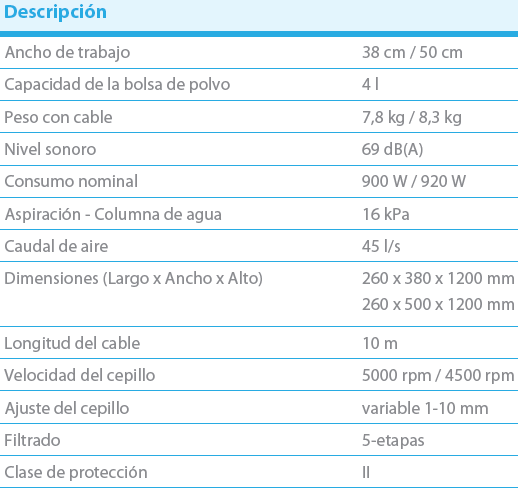 Descripción
Ancho de trabajo 38 cm / 50 cm
Capacidad de la bolsa de polvo 4 l
Peso con cable 7,8 kg / 8,3 kg
Nivel sonoro 69 dB(A)
Consumo nominal 900 W / 920 W
Aspiración - Columna de agua 16 kPa
Caudal de aire 45 l/s
Dimensiones (Largo x Ancho x Alto) 260 x 380 x 1200 mm
260 x 500 x 1200 mm
Longitud del cable 10 m
Velocidad del cepillo 5000 rpm / 4500 rpm
Ajuste del cepillo variable 1-10 mm
Filtrado 5-etapas
Clase de protección II